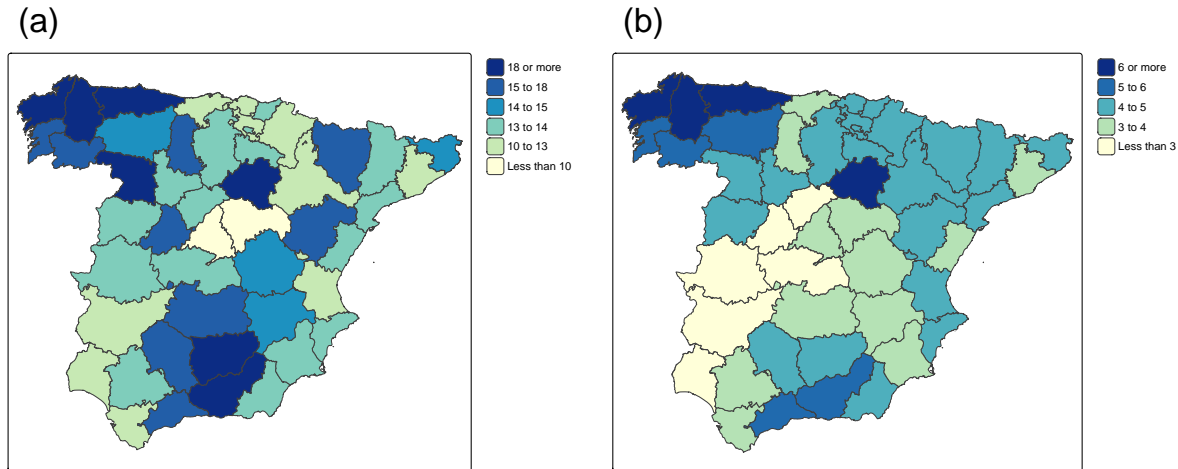 (a)
18 or more
15 to 18
14 to 15
13 to 14
10 to 13
Less than 10
(b)
6 or more
5 to 6
4 to 5
3 to 4
Less than 3